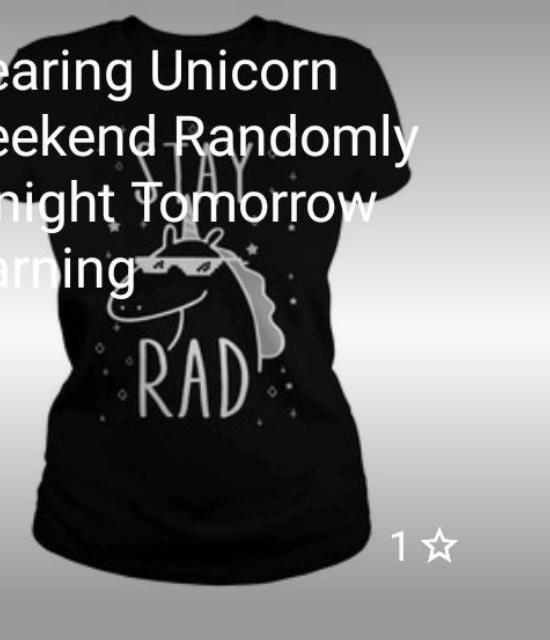 earing Unicorn
eekend Randomly
night Tomorrow
arning
STAY
RAD
1